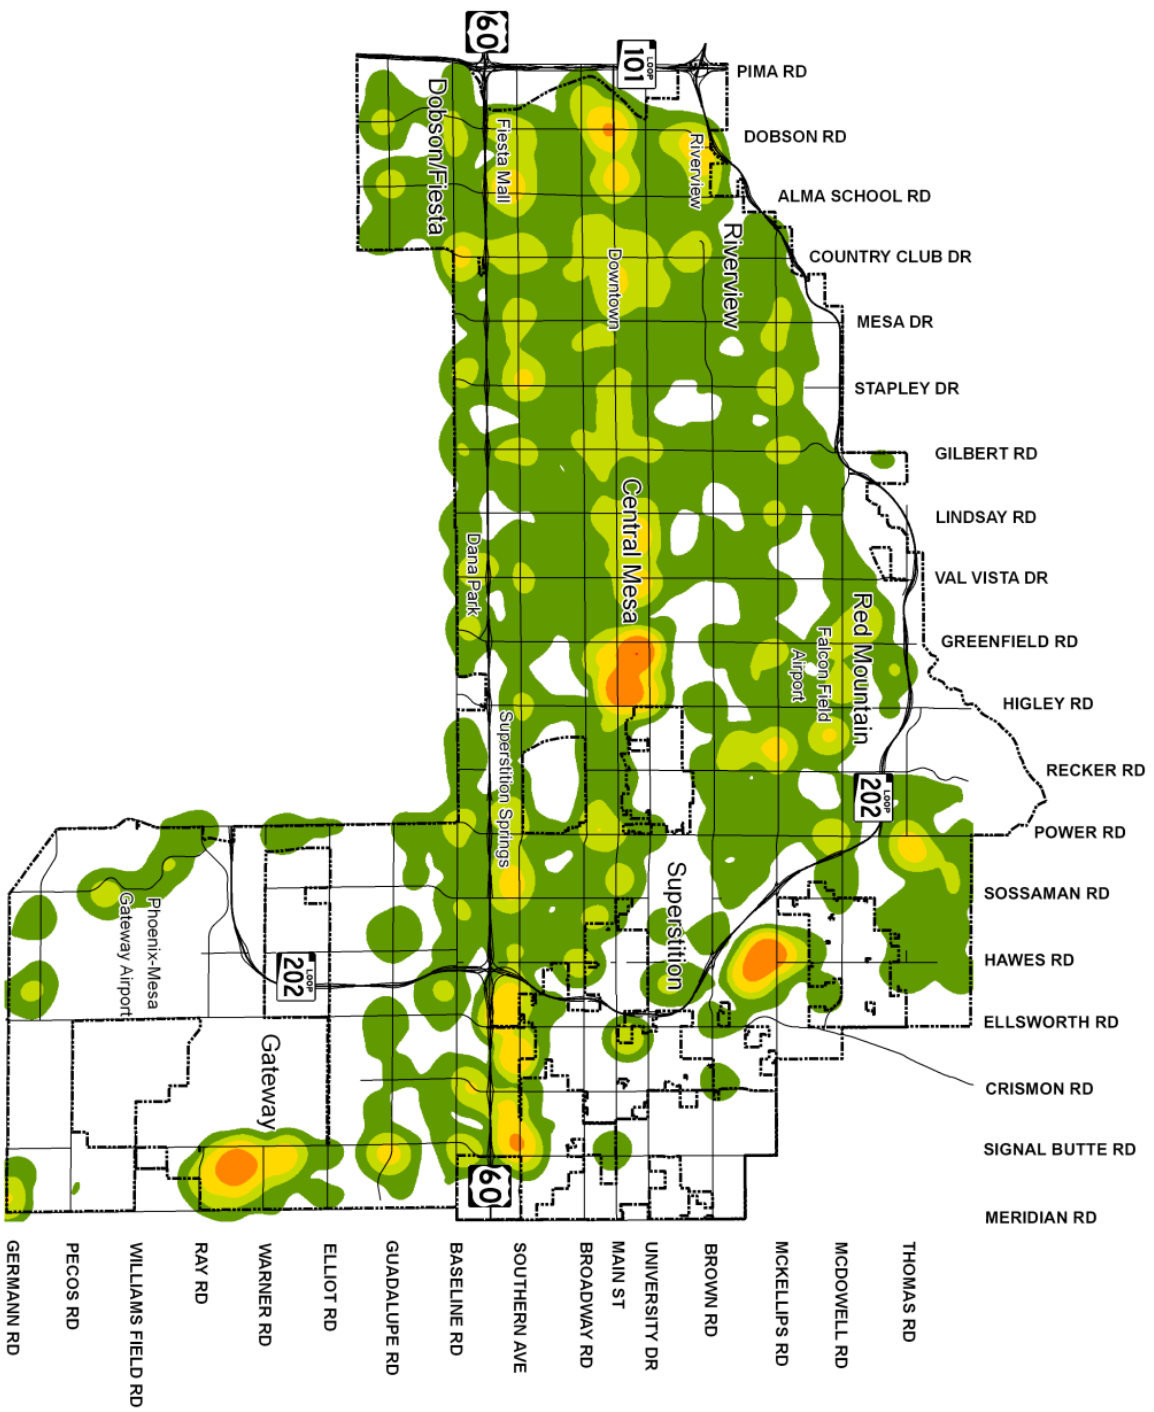 60
LOOP
101
PIMA RD
DOBSON RD
ALMA SCHOOL RD
COUNTRY CLUB DR
MESA DR
STAPLEY DR
GILBERT RD
LINDSAY RD
VAL VISTA DR
GREENFIELD RD
HIGLEY RD
RECKER RD
POWER RD
SOSSAMAN RD
HAWES RD
ELLSWORTH RD
CRISMON RD
SIGNAL BUTTE RD
MERIDIAN RD
Dobson/Fiesta
Fiesta Mall
Riverview
Riverview
Downtown
Central Mesa
Dana Park
Red Mountain
Falcon Field
Airport
Superstition Springs
LOOP
202
Superstition
Phoenix-Mesa
Gateway Airport
LOOP
202
Gateway
60
GERMANN RD
PECOS RD
WILLIAMS FIELD RD
RAY RD
WARNER RD
ELLIOT RD
GUADALUPE RD
BASELINE RD
SOUTHERN AVE
BROADWAY RD
MAIN ST
UNIVERSITY DR
BROWN RD
MCKELLIPS RD
MCDOWELL RD
THOMAS RD